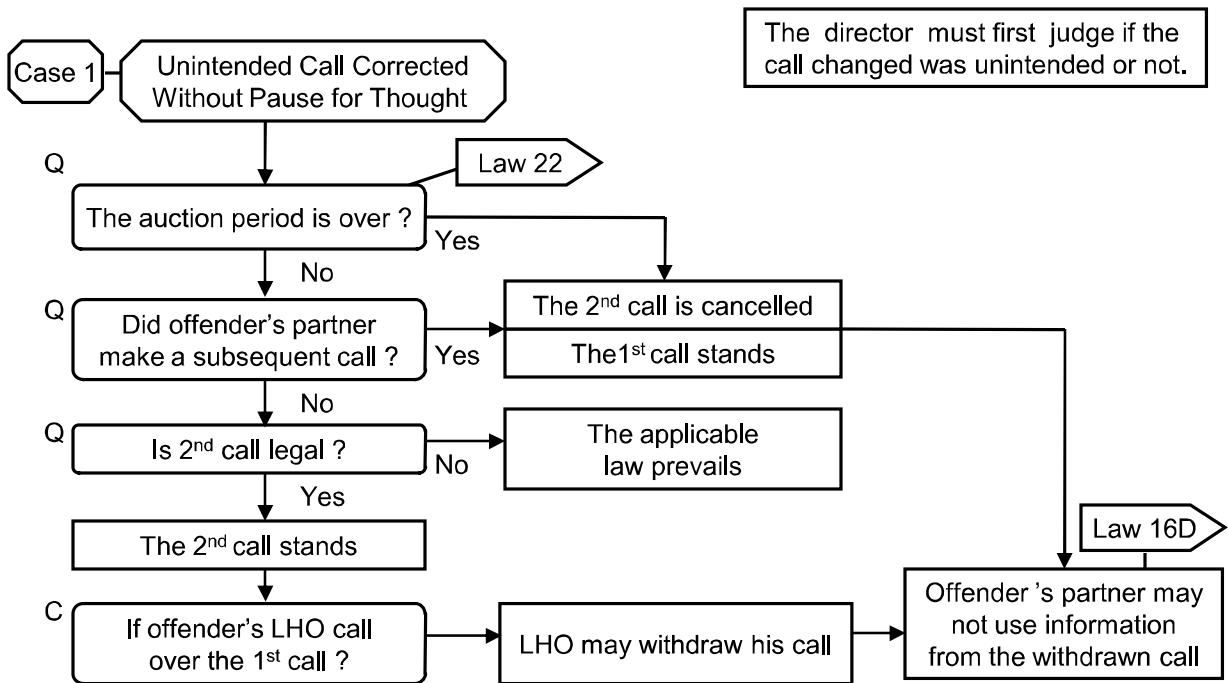 The director must first judge if the
call changed was unintended or not.
Case 1
Unintended Call Corrected
Without Pause for Thought
Q
Law 22
The auction period is over ?
Yes
No
Q
Did offender's partner
make a subsequent call ?
Yes
The 2nd call is cancelled
The1st call stands
No
Q
Is 2nd call legal ?
No
The applicable
law prevails
Yes
The 2nd call stands
Law 16D
C
If offender's LHO call
over the 1st call ?
LHO may withdraw his call
Offender 's partner may
not use information
from the withdrawn call